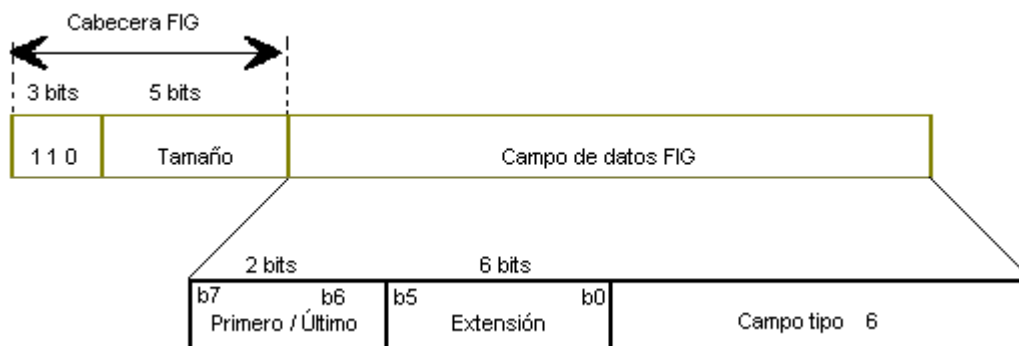 Cabecera FIG
3 bits 5 bits
1 1 0 Tamaño Campo de datos FIG
2 bits 6 bits
b7 b6 b5 b0
Primero / Último Extensión Campo tipo 6